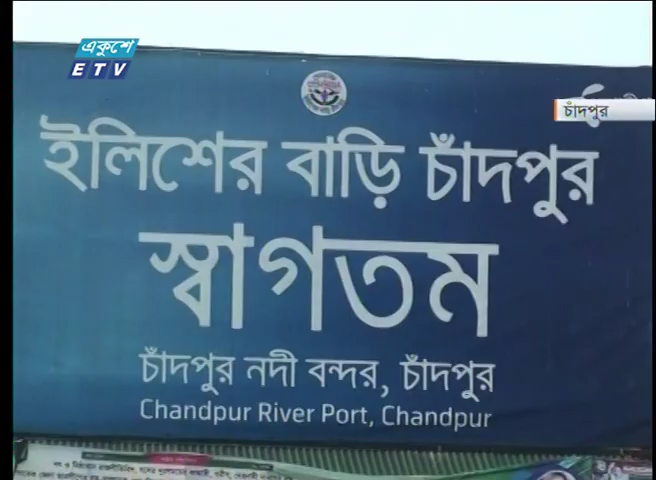 একুশে
ETV
চাঁদপুর
ইলিশের বাড়ি চাঁদপুর
স্বাগতম
চাঁদপুর নদী বন্দর, চাঁদপুর
Chandpur River Port, Chandpur